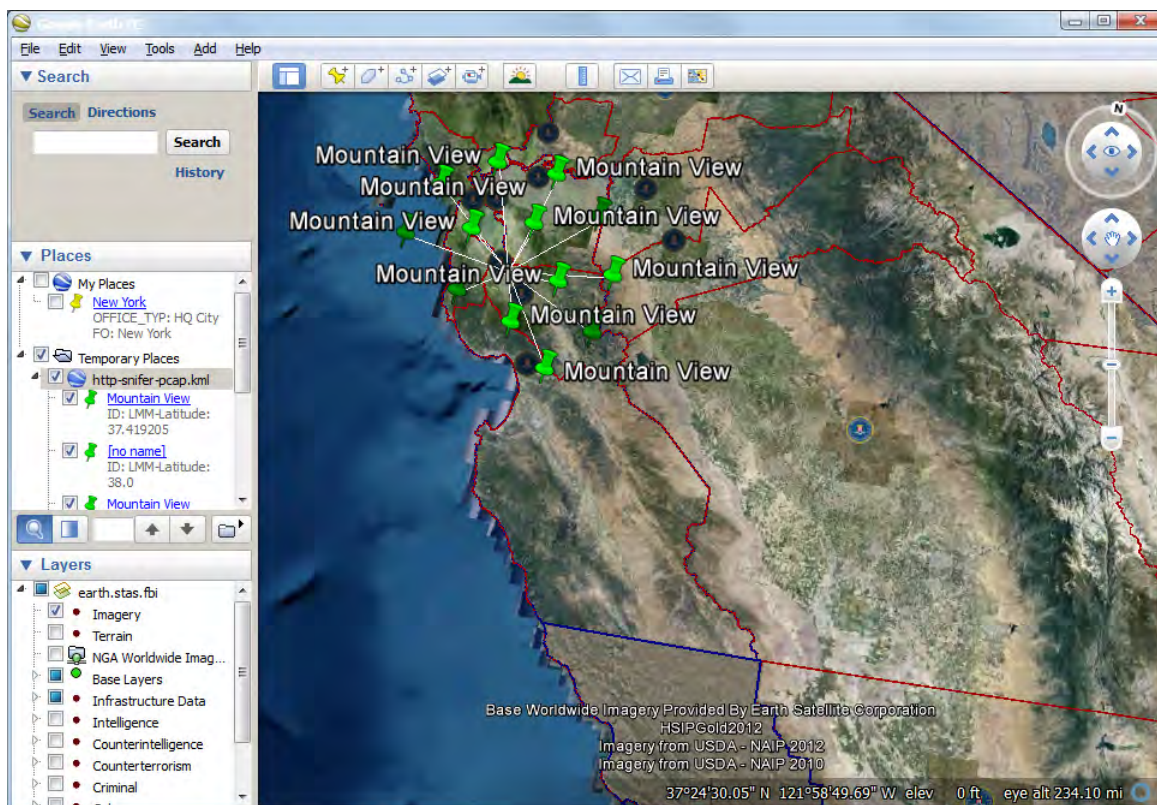 File Edit View Tools Add Help
Search
Search Directions
Search
History
Places
My Places
New York
OFFICE_TYP: HQ City
FO: New York
Temporary Places
http-snifer-pcap.kml
Mountain View
ID: LMM-Latitude:
37.419205
[no name]
ID: LMM-Latitude:
38.0
Mountain View
Layers
earth.stas.fbi
Imagery
Terrain
NGA Worldwide Imag...
Base Layers
Infrastructure Data
Intelligence
Counterintelligence
Counterterrorism
Criminal
N
Mountain View
Mountain View
Mountain View
Mountain View
Mountain View
Mountain View
Mountain View
Mountain View
Mountain View
Base Worldwide Imagery Provided By Earth Satellite Corporation
HSIPGold2012
Imagery from USDA - NAIP 2012
Imagery from USDA - NAIP 2010
37°24'30.05" N 121°58'49.69" W elev 0 ft eye alt 234.10 mi